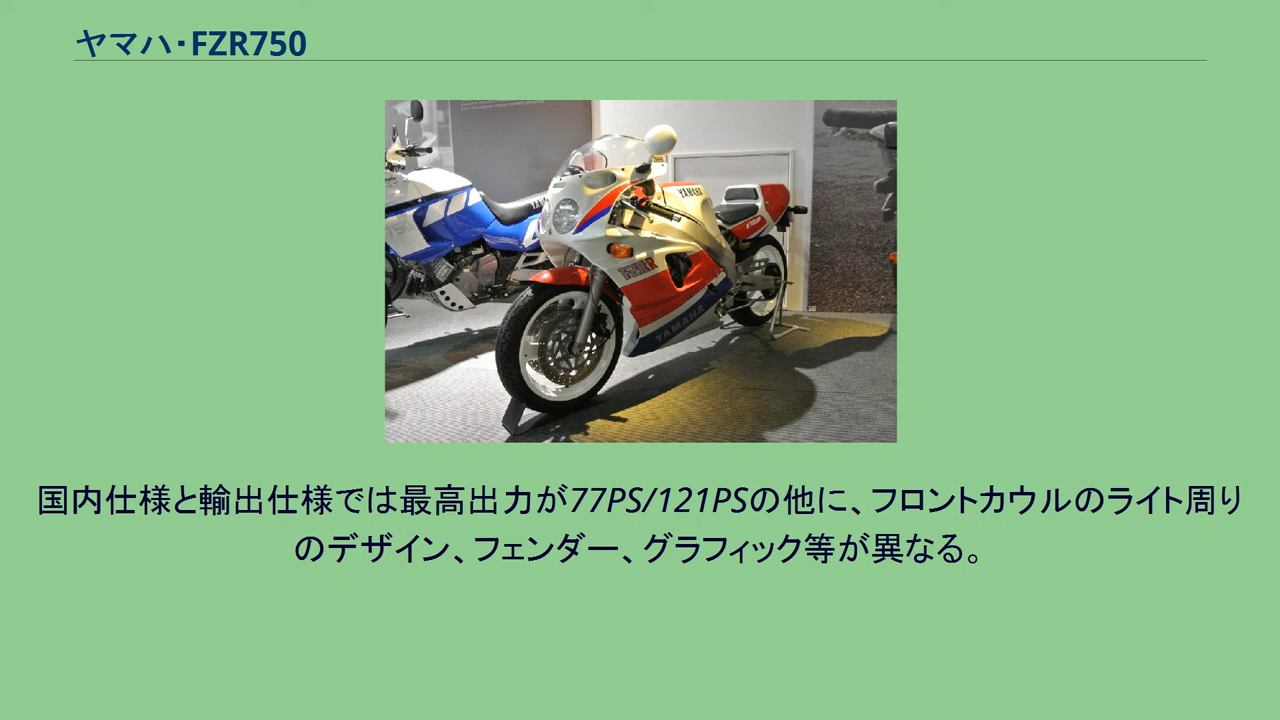 ヤマハ・FZR750
YAMAHA
YAMAHA
国内仕様と輸出仕様では最高出力が77PS/121PSの他に、フロントカウルのライト周り
のデザイン、フェンダー、グラフィック等が異なる。